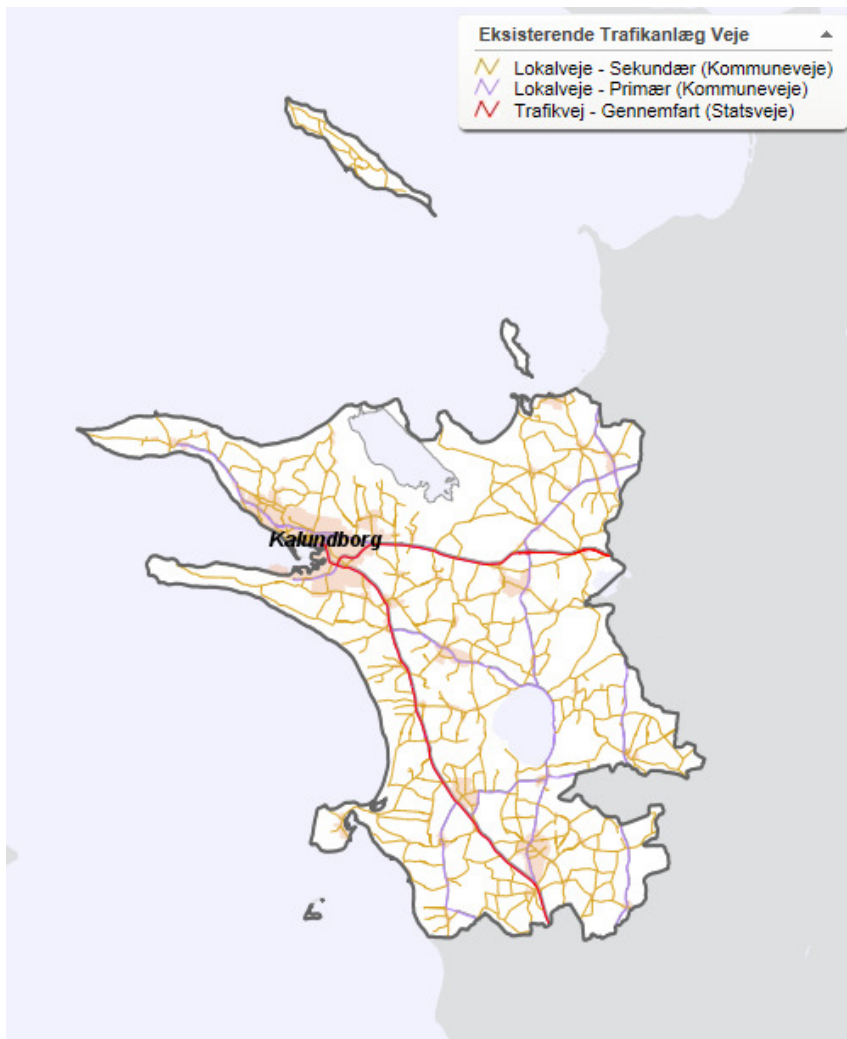 Eksisterende Trafikanlæg Veje
Lokalveje - Sekundær (Kommuneveje)
Lokalveje - Primær (Kommuneveje)
Trafikvej - Gennemfart (Statsveje)
Kalundborg